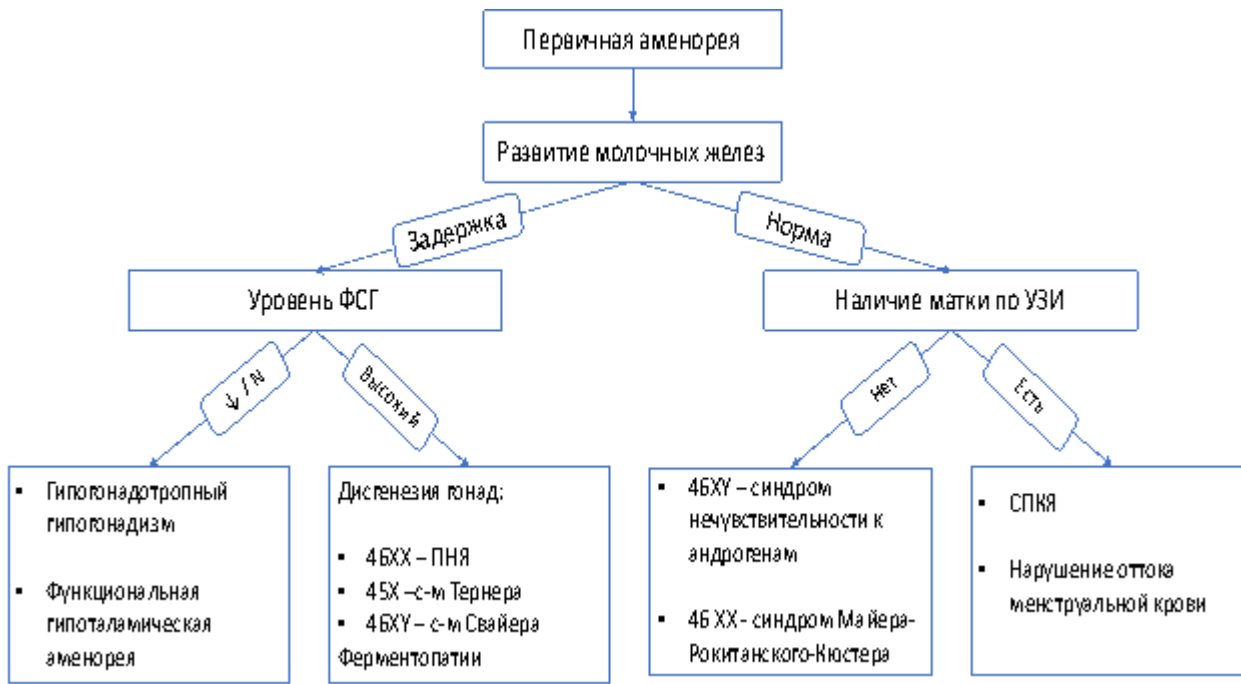 Первичная аменорея
Развитие молочных желез
Задержка
Норма
Уровень ФСГ
Наличие матки по УЗИ
↓ / N
Высокий
Нет
Есть
▪ Гипогонадотропный
гипогонадизм
▪ Функциональная
гипоталамическая
аменорея
Дисгенезия гонад:
▪ 46XX – ПНЯ
▪ 45X –с-м Тернера
▪ 46XY – с-м Свайера
Ферментопатии
▪ 46XY – синдром
нечувствительности к
андрогенам
▪ 46 XX - синдром Майера-
Рокитанского-Кюстера
▪ СПКЯ
▪ Нарушение оттока
менструальной крови